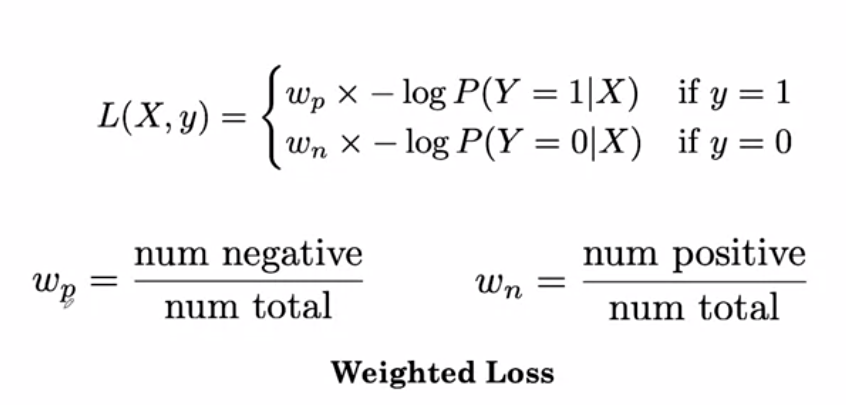 L(X, y) = { w_p × − log P(Y = 1|X) if y = 1
w_n × − log P(Y = 0|X) if y = 0
w_p = num negative / num total w_n = num positive / num total
Weighted Loss